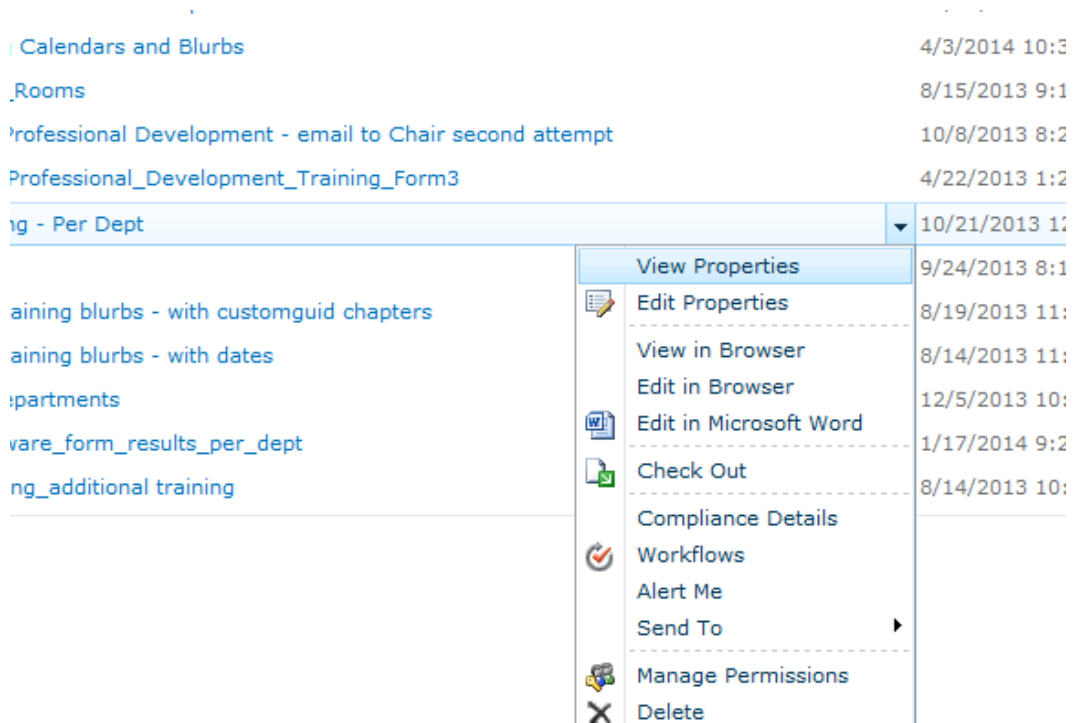 Calendars and Blurbs 4/3/2014 10:3
_Rooms 8/15/2013 9:1
Professional Development - email to Chair second attempt 10/8/2013 8:2
Professional_Development_Training_Form3 4/22/2013 1:2
ng - Per Dept 10/21/2013 12
View Properties 9/24/2013 8:1
Edit Properties
aining blurbs - with customguid chapters 8/19/2013 11:
View in Browser
aining blurbs - with dates 8/14/2013 11:
Edit in Browser
epartments 12/5/2013 10:
Edit in Microsoft Word
ware_form_results_per_dept 1/17/2014 9:2
Check Out
ng_additional training 8/14/2013 10:
Compliance Details
Workflows
Alert Me
Send To
Manage Permissions
Delete